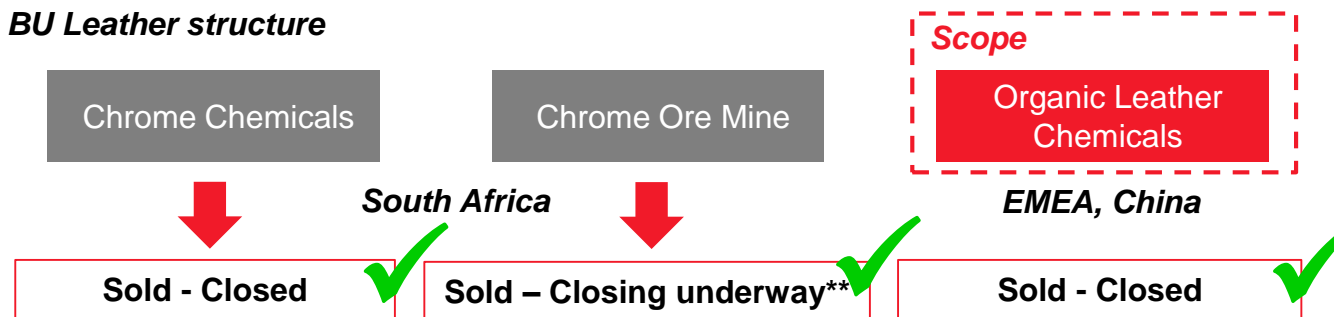 BU Leather structure
Scope
Chrome Chemicals
Chrome Ore Mine
Organic Leather
Chemicals
South Africa
EMEA, China
Sold - Closed
Sold – Closing underway**
Sold - Closed